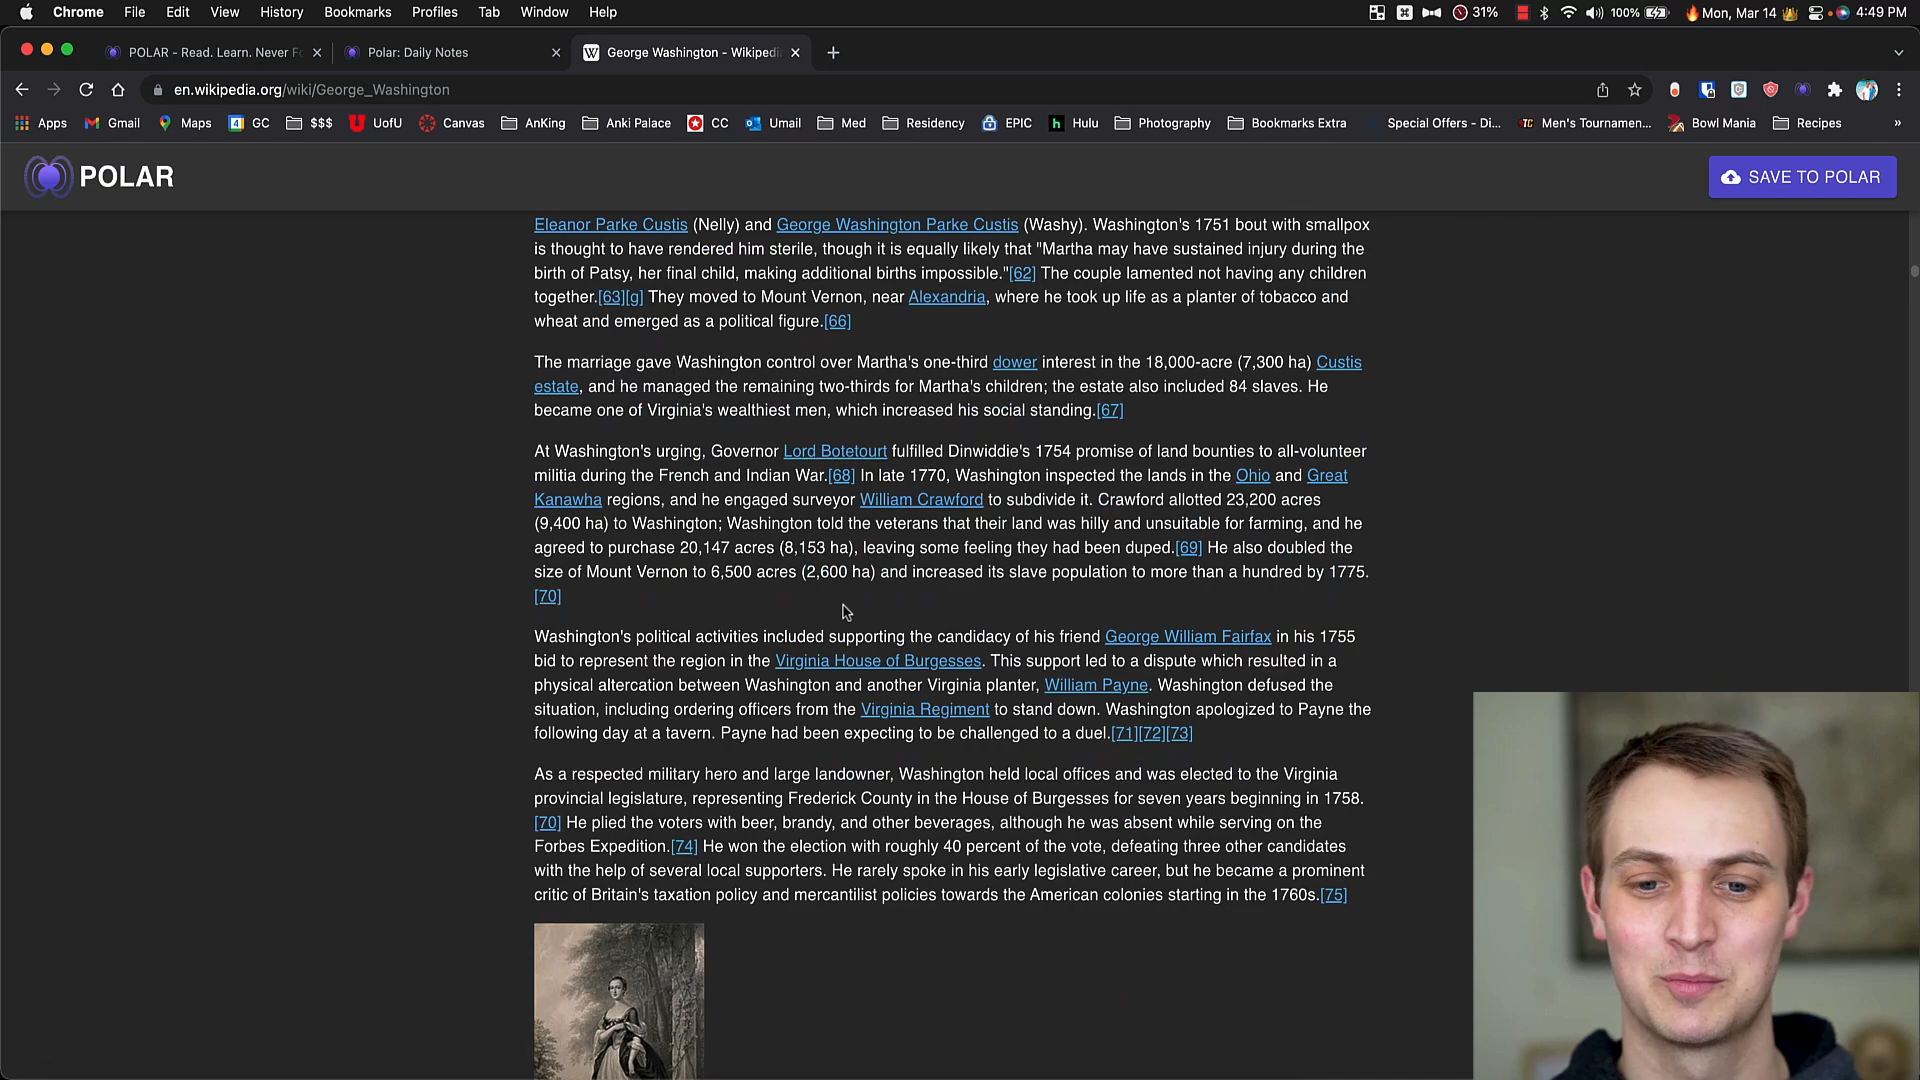 Chrome File Edit View History Bookmarks Profiles Tab Window Help 31% 100% Mon, Mar 14 4:49 PM
POLAR - Read. Learn. Never Fo Polar: Daily Notes W George Washington - Wikipedi
en.wikipedia.org/wiki/George_Washington
Apps Gmail Maps 4 GC $$$ UofU Canvas AnKing Anki Palace CC Umail Med Residency EPIC h Hulu Photography Bookmarks Extra Special Offers - Di... Men's Tournamen... Bowl Mania Recipes »
POLAR SAVE TO POLAR
Eleanor Parke Custis (Nelly) and George Washington Parke Custis (Washy). Washington's 1751 bout with smallpox
is thought to have rendered him sterile, though it is equally likely that "Martha may have sustained injury during the
birth of Patsy, her final child, making additional births impossible."[62] The couple lamented not having any children
together.[63][g] They moved to Mount Vernon, near Alexandria, where he took up life as a planter of tobacco and
wheat and emerged as a political figure.[66]
The marriage gave Washington control over Martha's one-third dower interest in the 18,000-acre (7,300 ha) Custis
estate, and he managed the remaining two-thirds for Martha's children; the estate also included 84 slaves. He
became one of Virginia's wealthiest men, which increased his social standing.[67]
At Washington's urging, Governor Lord Botetourt fulfilled Dinwiddie's 1754 promise of land bounties to all-volunteer
militia during the French and Indian War.[68] In late 1770, Washington inspected the lands in the Ohio and Great
Kanawha regions, and he engaged surveyor William Crawford to subdivide it. Crawford allotted 23,200 acres
(9,400 ha) to Washington; Washington told the veterans that their land was hilly and unsuitable for farming, and he
agreed to purchase 20,147 acres (8,153 ha), leaving some feeling they had been duped.[69] He also doubled the
size of Mount Vernon to 6,500 acres (2,600 ha) and increased its slave population to more than a hundred by 1775.
[70]
Washington's political activities included supporting the candidacy of his friend George William Fairfax in his 1755
bid to represent the region in the Virginia House of Burgesses. This support led to a dispute which resulted in a
physical altercation between Washington and another Virginia planter, William Payne. Washington defused the
situation, including ordering officers from the Virginia Regiment to stand down. Washington apologized to Payne the
following day at a tavern. Payne had been expecting to be challenged to a duel.[71][72][73]
As a respected military hero and large landowner, Washington held local offices and was elected to the Virginia
provincial legislature, representing Frederick County in the House of Burgesses for seven years beginning in 1758.
[70] He plied the voters with beer, brandy, and other beverages, although he was absent while serving on the
Forbes Expedition.[74] He won the election with roughly 40 percent of the vote, defeating three other candidates
with the help of several local supporters. He rarely spoke in his early legislative career, but he became a prominent
critic of Britain's taxation policy and mercantilist policies towards the American colonies starting in the 1760s.[75]